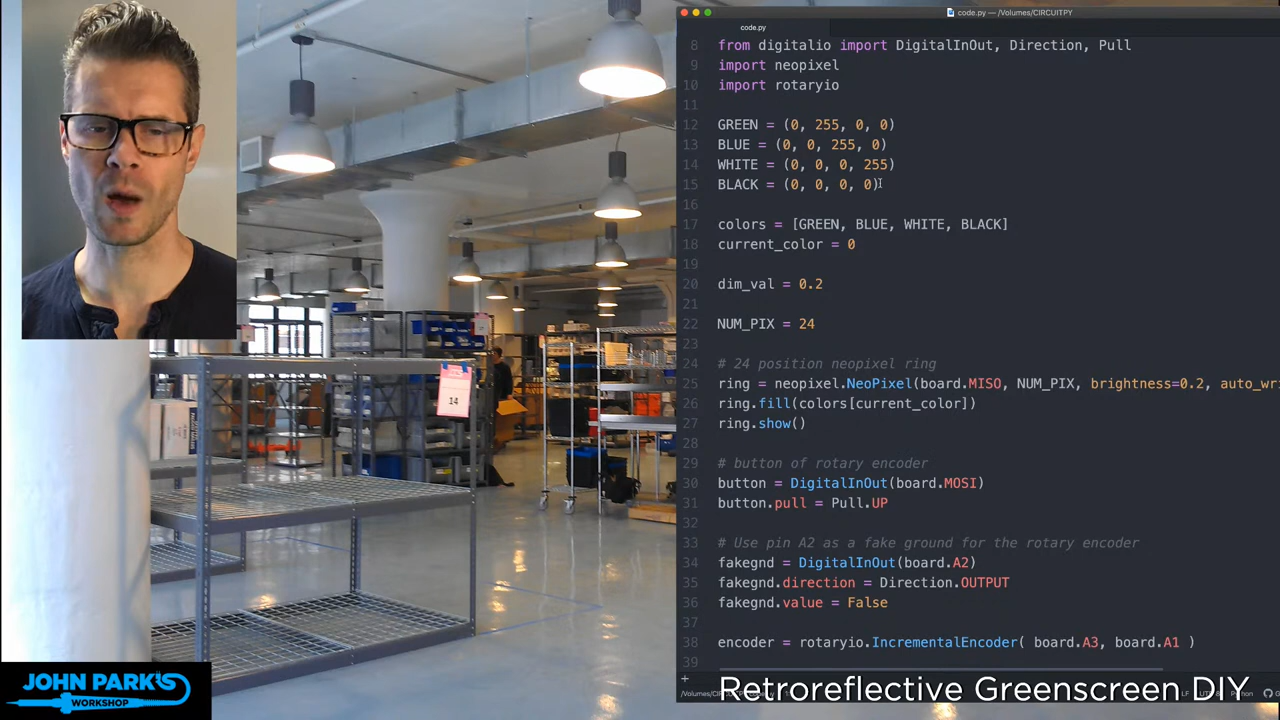 code.py — /Volumes/CIRCUITPY
code.py
8 from digitalio import DigitalInOut, Direction, Pull
9 import neopixel
10 import rotaryio
11
12 GREEN = (0, 255, 0, 0)
13 BLUE = (0, 0, 255, 0)
14 WHITE = (0, 0, 0, 255)
15 BLACK = (0, 0, 0, 0)
16
17 colors = [GREEN, BLUE, WHITE, BLACK]
18 current_color = 0
19
20 dim_val = 0.2
21
22 NUM_PIX = 24
23
24 # 24 position neopixel ring
25 ring = neopixel.NeoPixel(board.MISO, NUM_PIX, brightness=0.2, auto_wr
26 ring.fill(colors[current_color])
27 ring.show()
28
29 # button of rotary encoder
30 button = DigitalInOut(board.MOSI)
31 button.pull = Pull.UP
32
33 # Use pin A2 as a fake ground for the rotary encoder
34 fakegnd = DigitalInOut(board.A2)
35 fakegnd.direction = Direction.OUTPUT
36 fakegnd.value = False
37
38 encoder = rotaryio.IncrementalEncoder( board.A3, board.A1 )
39
14
JOHN PARK'S
WORKSHOP
Retroreflective Greenscreen DIY